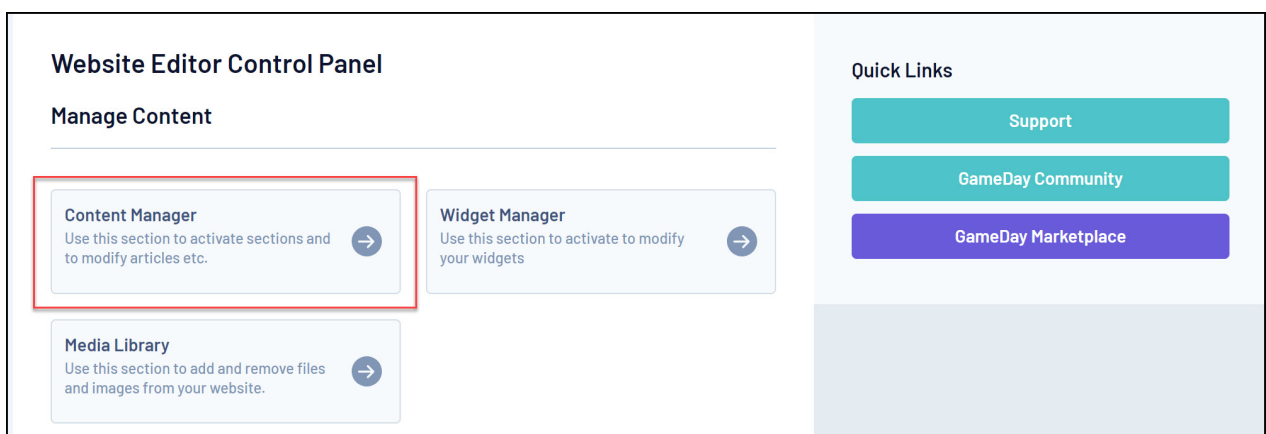 Website Editor Control Panel
Manage Content
Content Manager
Use this section to activate sections and
to modify articles etc.
Widget Manager
Use this section to activate to modify
your widgets
Media Library
Use this section to add and remove files
and images from your website.
Quick Links
Support
GameDay Community
GameDay Marketplace